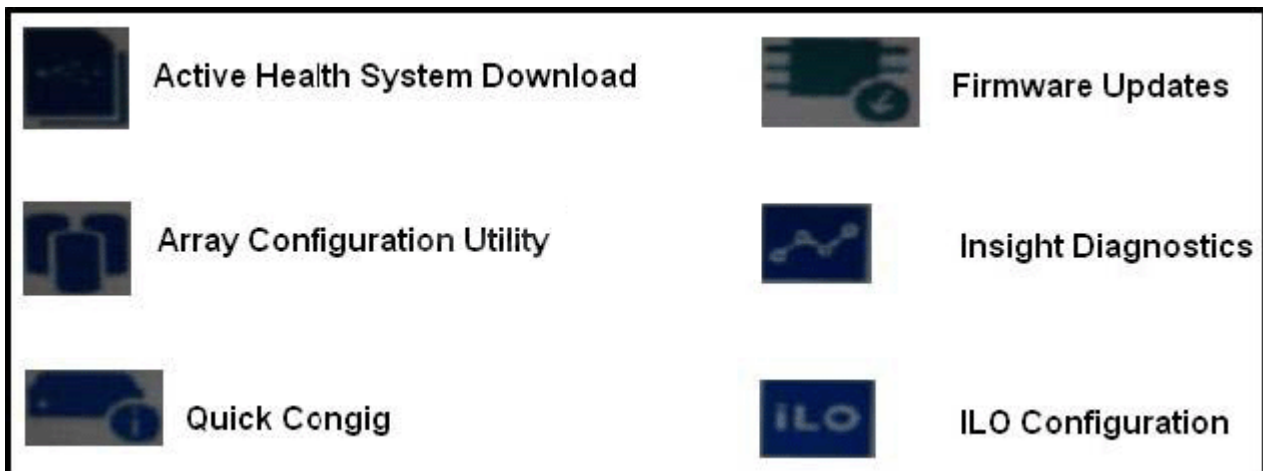 Active Health System Download
Firmware Updates
Array Configuration Utility
Insight Diagnostics
Quick Congig
iLO
ILO Configuration